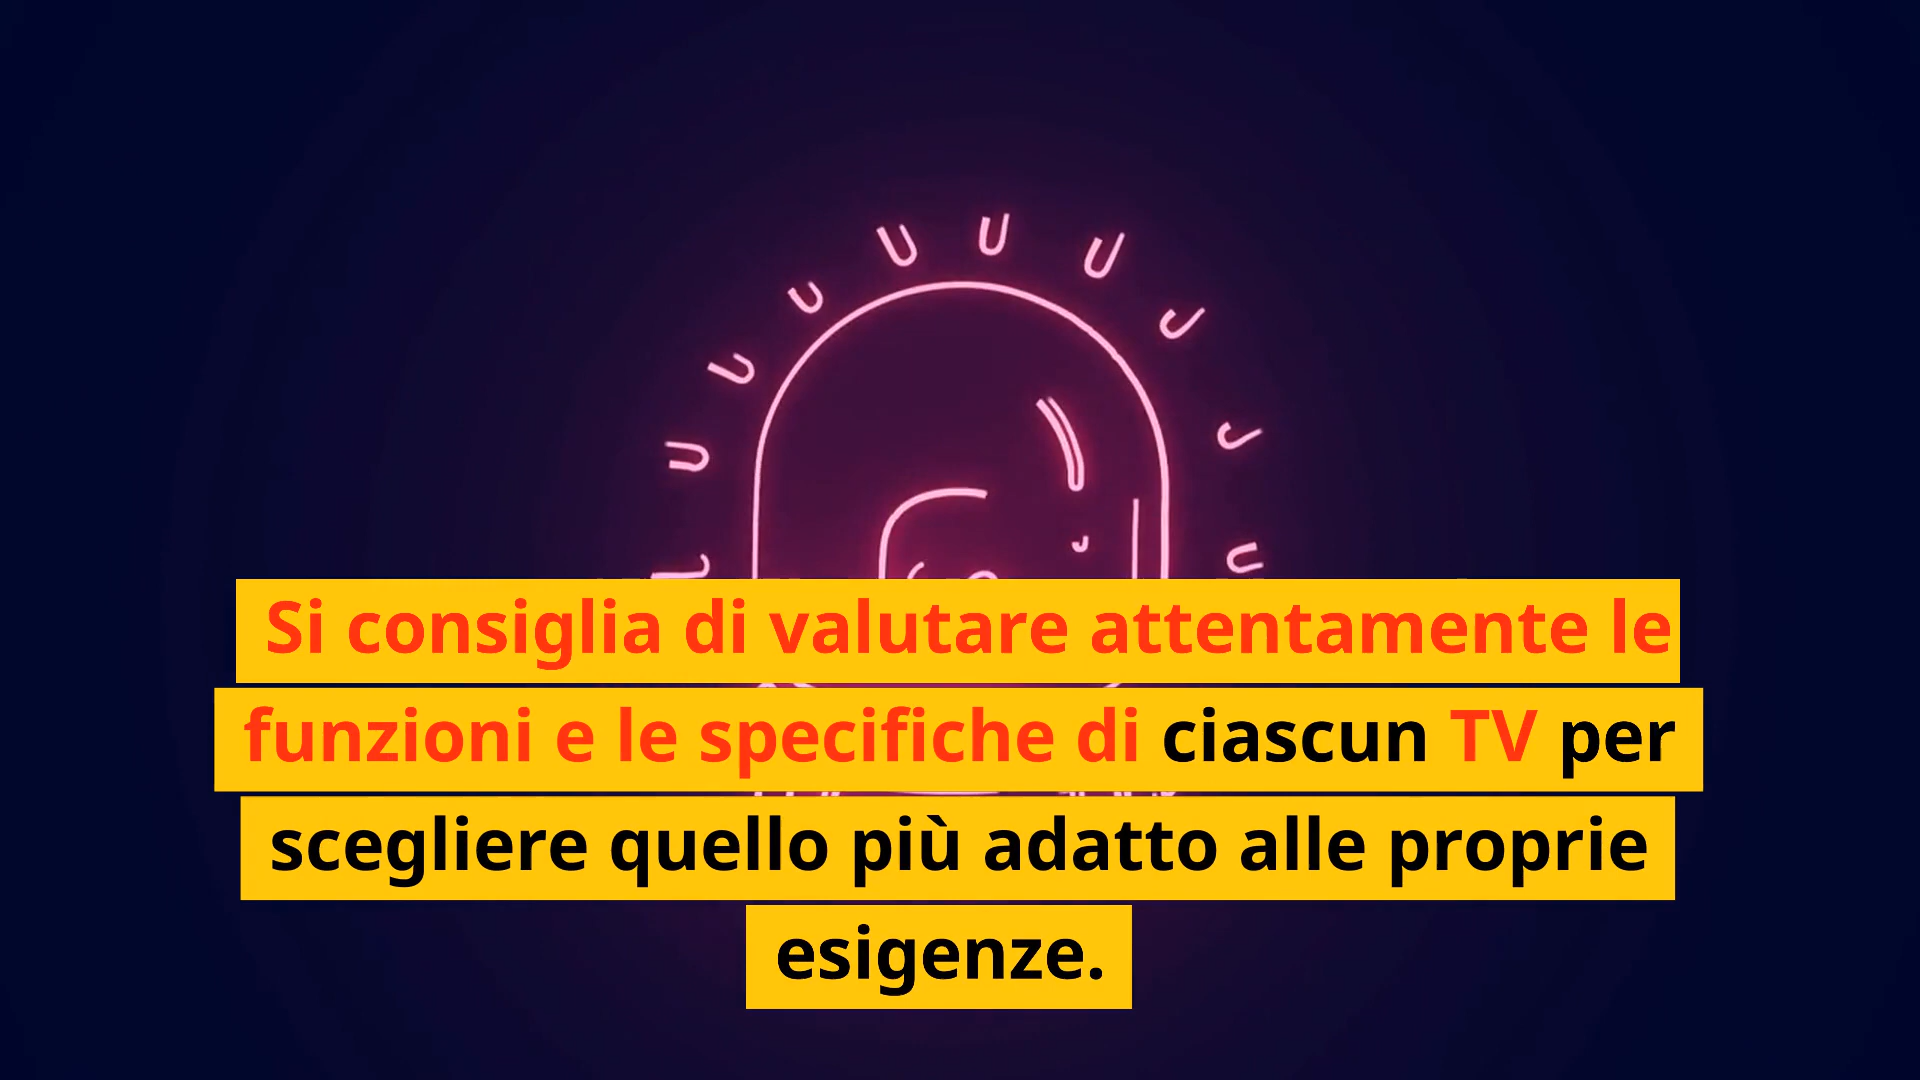 Si consiglia di valutare attentamente le
funzioni e le specifiche di ciascun TV per
scegliere quello più adatto alle proprie
esigenze.